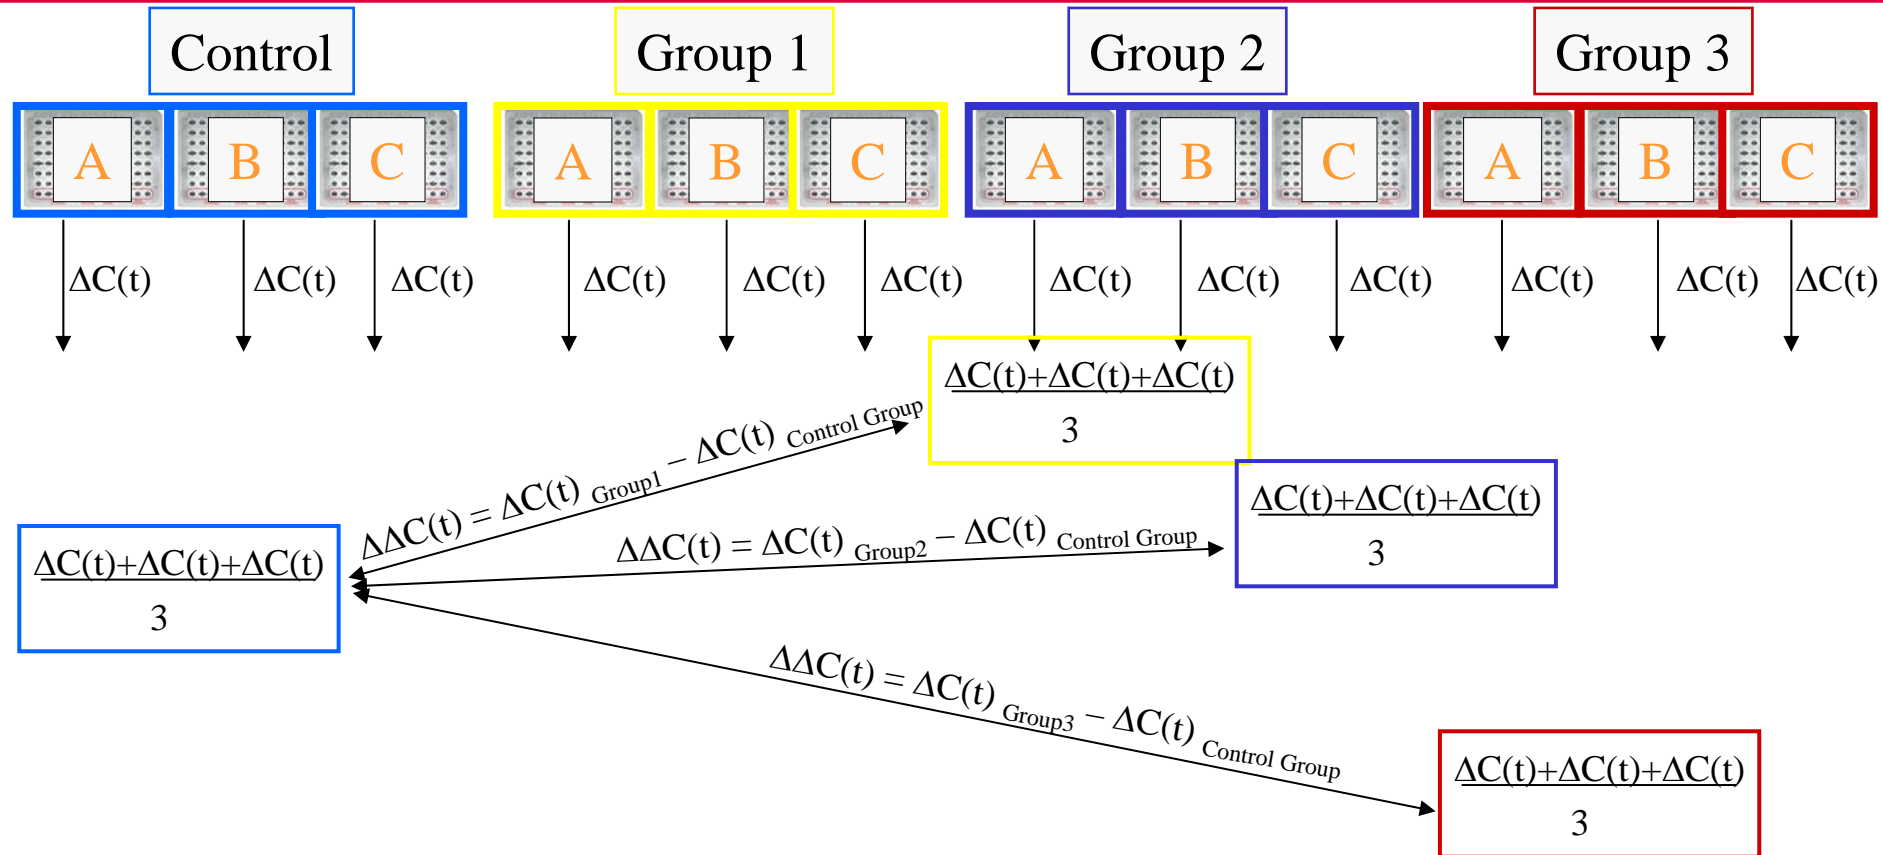 Control
Group 1
Group 2
Group 3
A B C
A B C
A B C
A B C
ΔC(t) ΔC(t) ΔC(t)
ΔC(t) ΔC(t) ΔC(t)
ΔC(t) ΔC(t) ΔC(t)
ΔC(t) ΔC(t) ΔC(t)
ΔC(t)+ΔC(t)+ΔC(t)
3
ΔΔC(t) = ΔC(t) Group1 – ΔC(t) Control Group
ΔC(t)+ΔC(t)+ΔC(t)
3
ΔΔC(t) = ΔC(t) Group2 – ΔC(t) Control Group
ΔC(t)+ΔC(t)+ΔC(t)
3
ΔΔC(t) = ΔC(t) Group3 – ΔC(t) Control Group
ΔC(t)+ΔC(t)+ΔC(t)
3